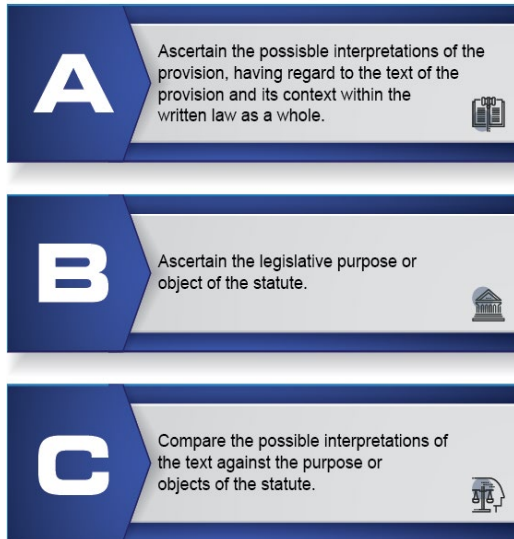 A
Ascertain the possisble interpretations of the
provision, having regard to the text of the
provision and its context within the
written law as a whole.
B
Ascertain the legislative purpose or
object of the statute.
C
Compare the possible interpretations of
the text against the purpose or
objects of the statute.